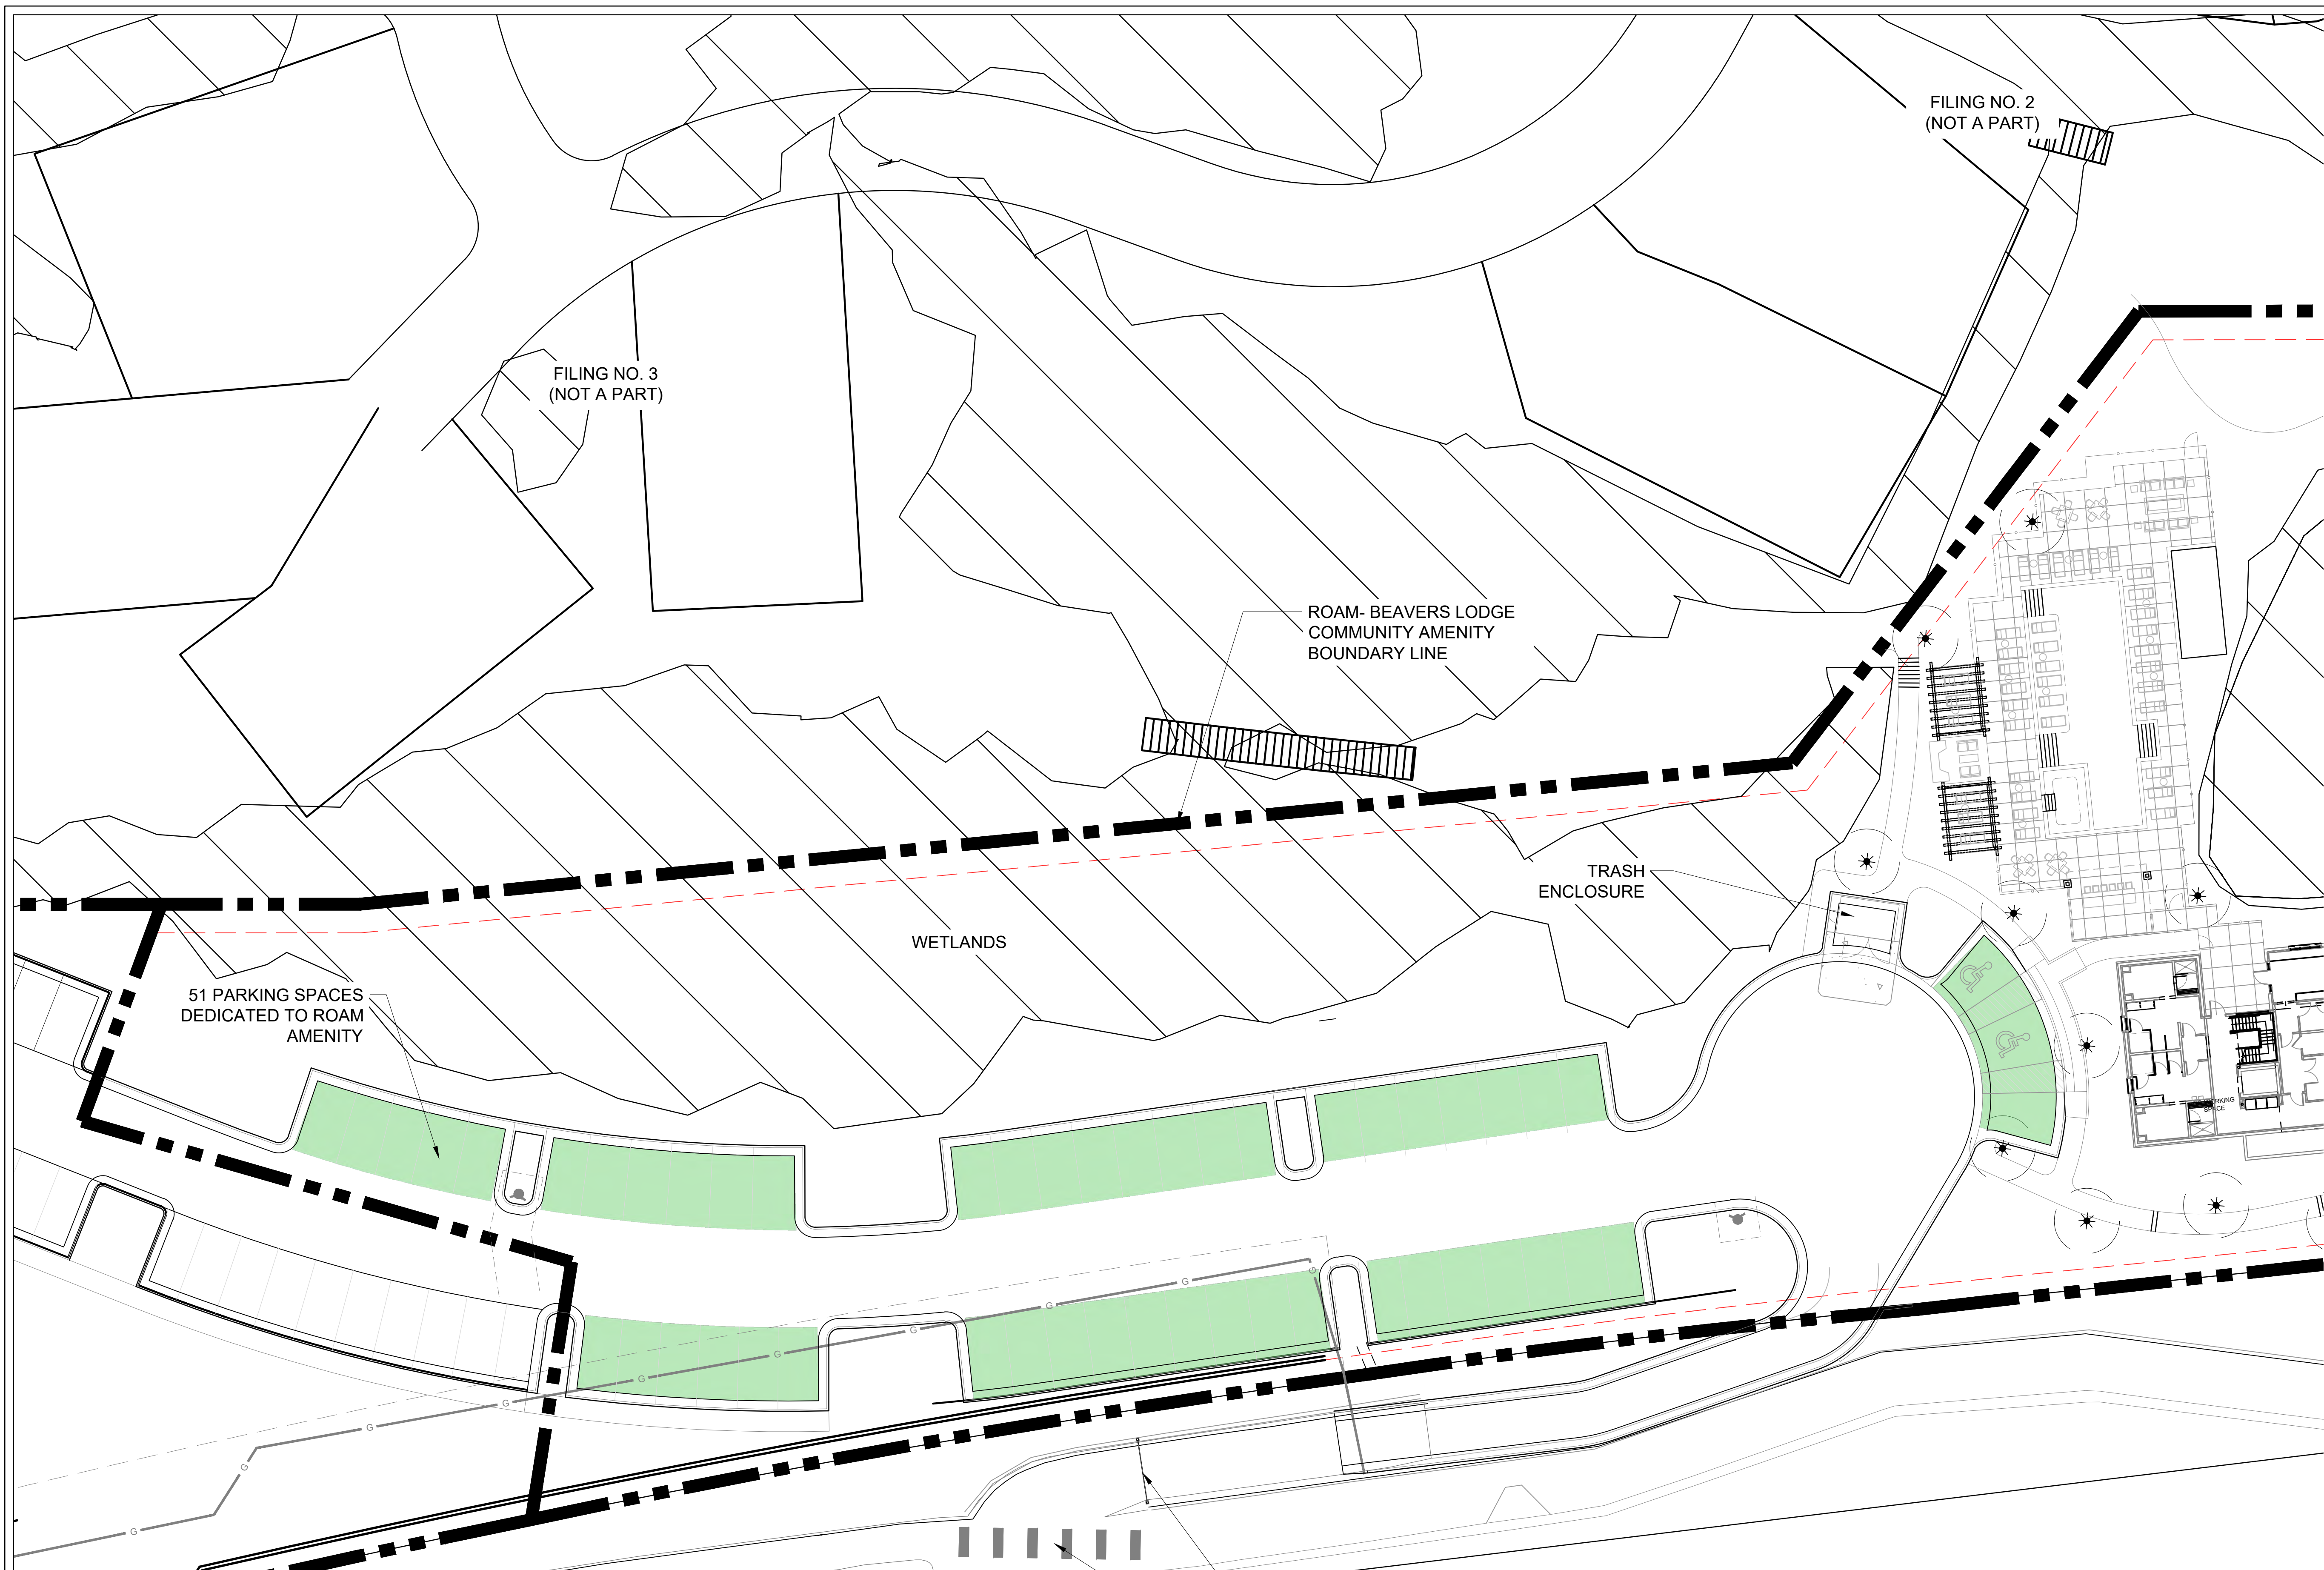 FILING NO. 2
(NOT A PART)
FILING NO. 3
(NOT A PART)
ROAM- BEAVERS LODGE
COMMUNITY AMENITY
BOUNDARY LINE
TRASH
ENCLOSURE
WETLANDS
51 PARKING SPACES
DEDICATED TO ROAM
AMENITY
SPACE
G
G
G
G
G
G
G
G
G
S